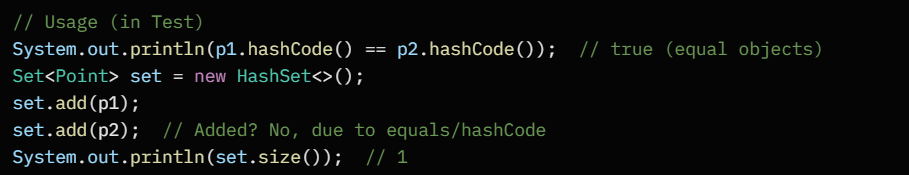 // Usage (in Test)
System.out.println(p1.hashCode() == p2.hashCode());  // true (equal objects)
Set<Point> set = new HashSet<>();
set.add(p1);
set.add(p2);  // Added? No, due to equals/hashCode
System.out.println(set.size());  // 1